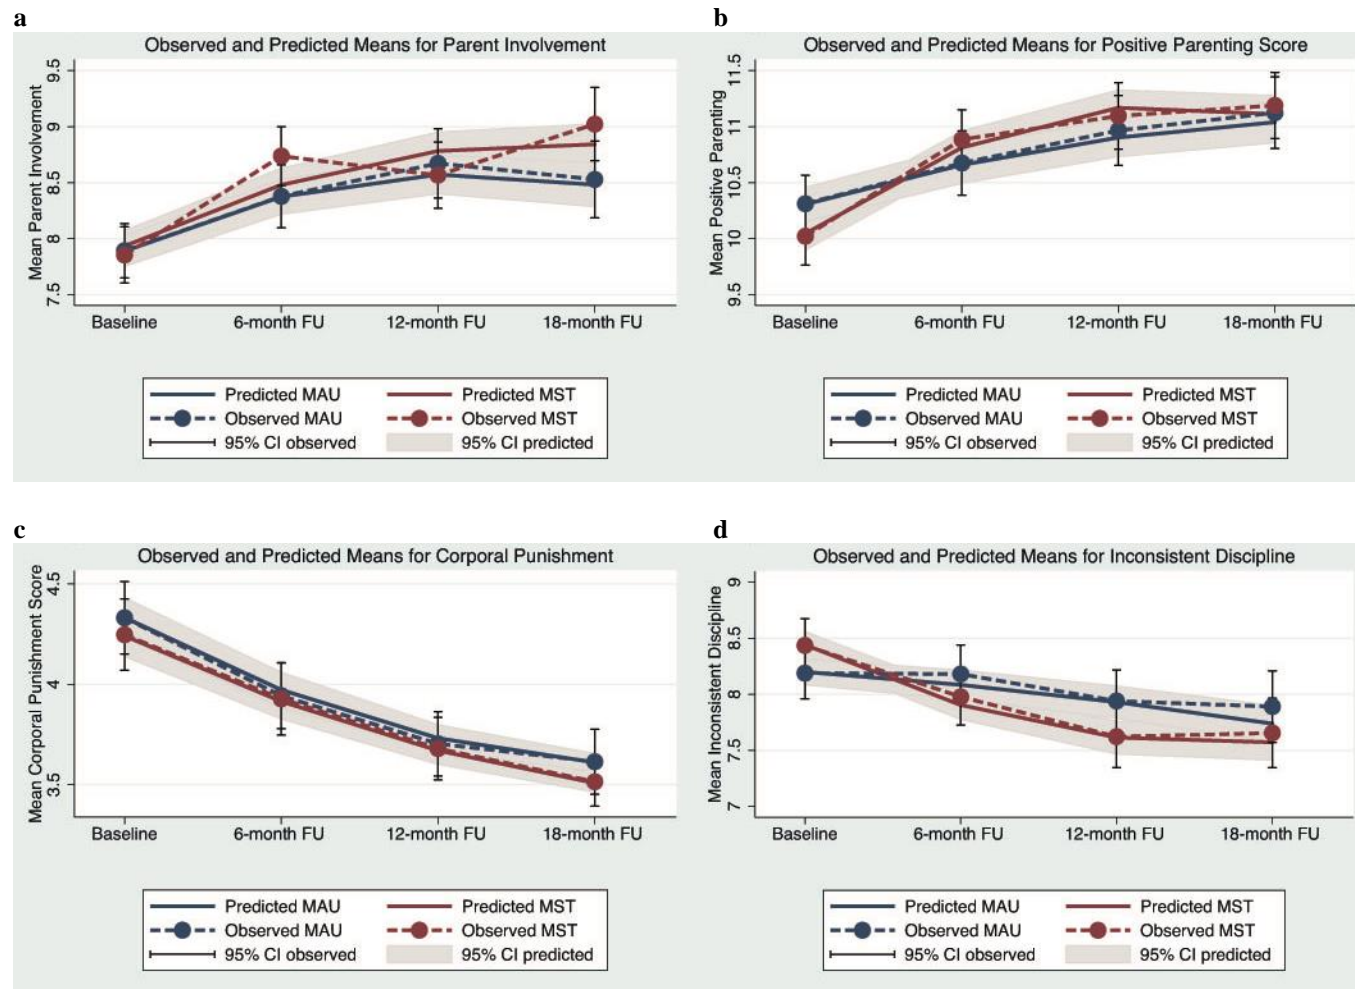 a
Observed and Predicted Means for Parent Involvement
Mean Parent Involvement
9.5
9
8.5
8
7.5
Baseline 6-month FU 12-month FU 18-month FU
Predicted MAU Predicted MST
Observed MAU Observed MST
95% CI observed 95% CI predicted
b
Observed and Predicted Means for Positive Parenting Score
Mean Positive Parenting
11.5
11
10.5
10
9.5
Baseline 6-month FU 12-month FU 18-month FU
Predicted MAU Predicted MST
Observed MAU Observed MST
95% CI observed 95% CI predicted
c
Observed and Predicted Means for Corporal Punishment
Mean Corporal Punishment Score
4.5
4
3.5
Baseline 6-month FU 12-month FU 18-month FU
Predicted MAU Predicted MST
Observed MAU Observed MST
95% CI observed 95% CI predicted
d
Observed and Predicted Means for Inconsistent Discipline
Mean Inconsistent Discipline
9
8.5
8
7.5
7
Baseline 6-month FU 12-month FU 18-month FU
Predicted MAU Predicted MST
Observed MAU Observed MST
95% CI observed 95% CI predicted